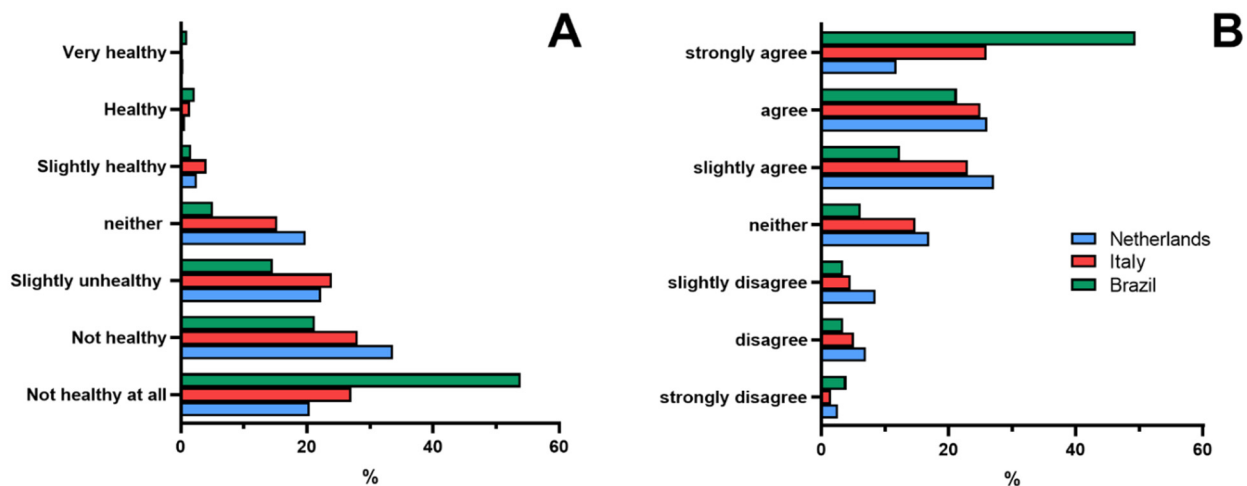 A
Very healthy
Healthy
Slightly healthy
neither
Slightly unhealthy
Not healthy
Not healthy at all
0 20 40 60
%
B
strongly agree
agree
slightly agree
neither
slightly disagree
disagree
strongly disagree
Netherlands
Italy
Brazil
0 20 40 60
%